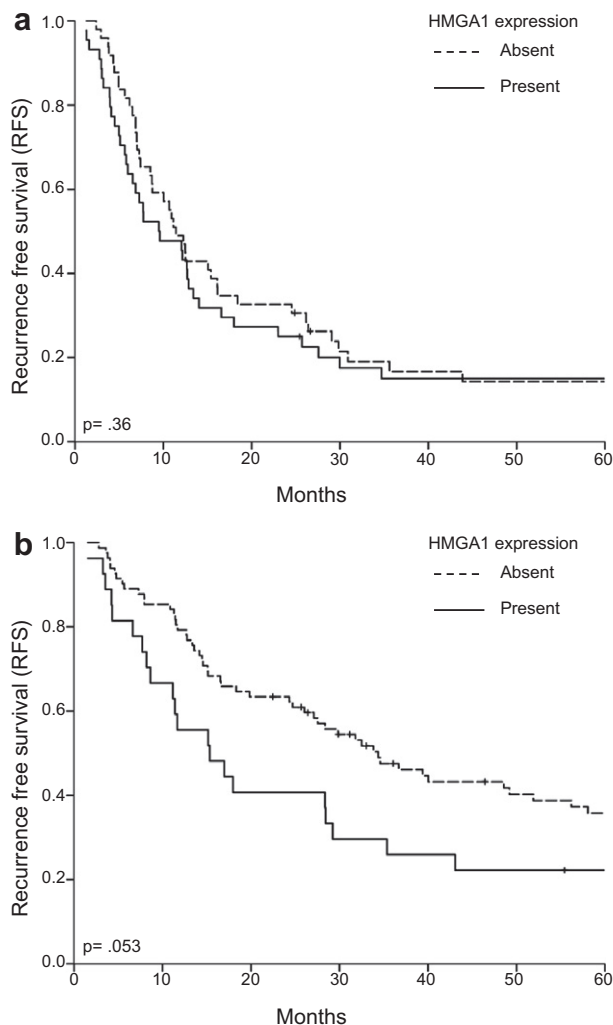 a
HMGA1 expression
Absent
Present
Recurrence free survival (RFS)
1.0
0.8
0.6
0.4
0.2
0.0
p= .36
0 10 20 30 40 50 60
Months
b
HMGA1 expression
Absent
Present
Recurrence free survival (RFS)
1.0
0.8
0.6
0.4
0.2
0.0
p= .053
0 10 20 30 40 50 60
Months